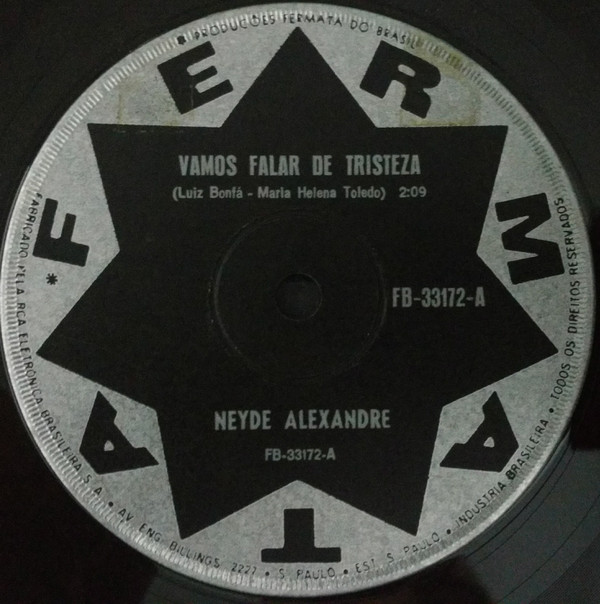 * PRODUÇÕES FERMATA DO BRASIL
FERMATA
VAMOS FALAR DE TRISTEZA
(Luiz Bonfá - Maria Helena Toledo) 2:09
FB-33172-A
NEYDE ALEXANDRE
FB-33172-A
* FABRICADO PELA RCA ELETRÔNICA BRASILEIRA S.A. • AV. ENG. BILLINGS 2227 • S. PAULO • EST. S. PAULO • INDUSTRIA BRASILEIRA • TODOS OS DIREITOS RESERVADOS